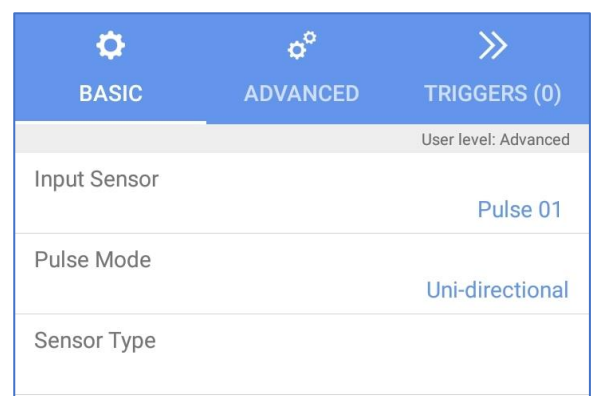 BASIC ADVANCED TRIGGERS (0)
User level: Advanced
Input Sensor
Pulse 01
Pulse Mode
Uni-directional
Sensor Type